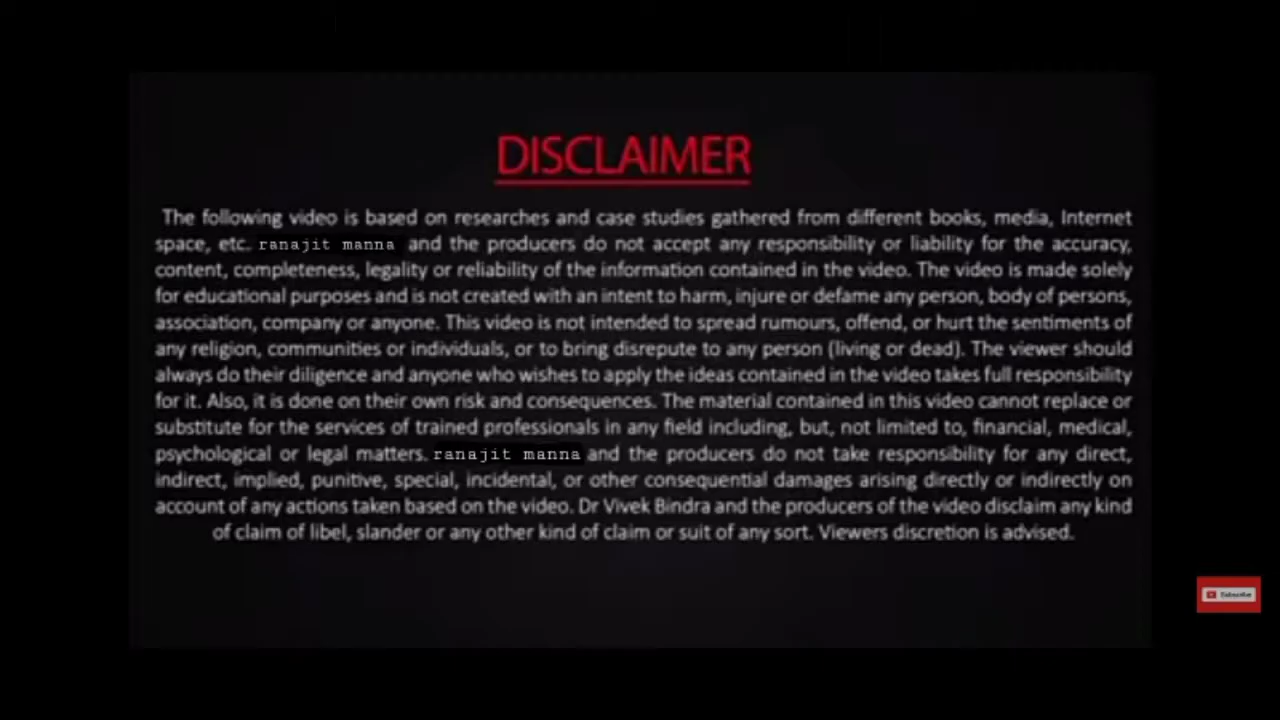 DISCLAIMER
The following video is based on researches and case studies gathered from different books, media, Internet
space, etc. ranajit manna and the producers do not accept any responsibility or liability for the accuracy,
content, completeness, legality or reliability of the information contained in the video. The video is made solely
for educational purposes and is not created with an intent to harm, injure or defame any person, body of persons,
association, company or anyone. This video is not intended to spread rumours, offend, or hurt the sentiments of
any religion, communities or individuals, or to bring disrepute to any person (living or dead). The viewer should
always do their diligence and anyone who wishes to apply the ideas contained in the video takes full responsibility
for it. Also, it is done on their own risk and consequences. The material contained in this video cannot replace or
substitute for the services of trained professionals in any field including, but, not limited to, financial, medical,
psychological or legal matters. ranajit manna and the producers do not take responsibility for any direct,
indirect, implied, punitive, special, incidental, or other consequential damages arising directly or indirectly on
account of any actions taken based on the video. Dr Vivek Bindra and the producers of the video disclaim any kind
of claim of libel, slander or any other kind of claim or suit of any sort. Viewers discretion is advised.
Subscribe